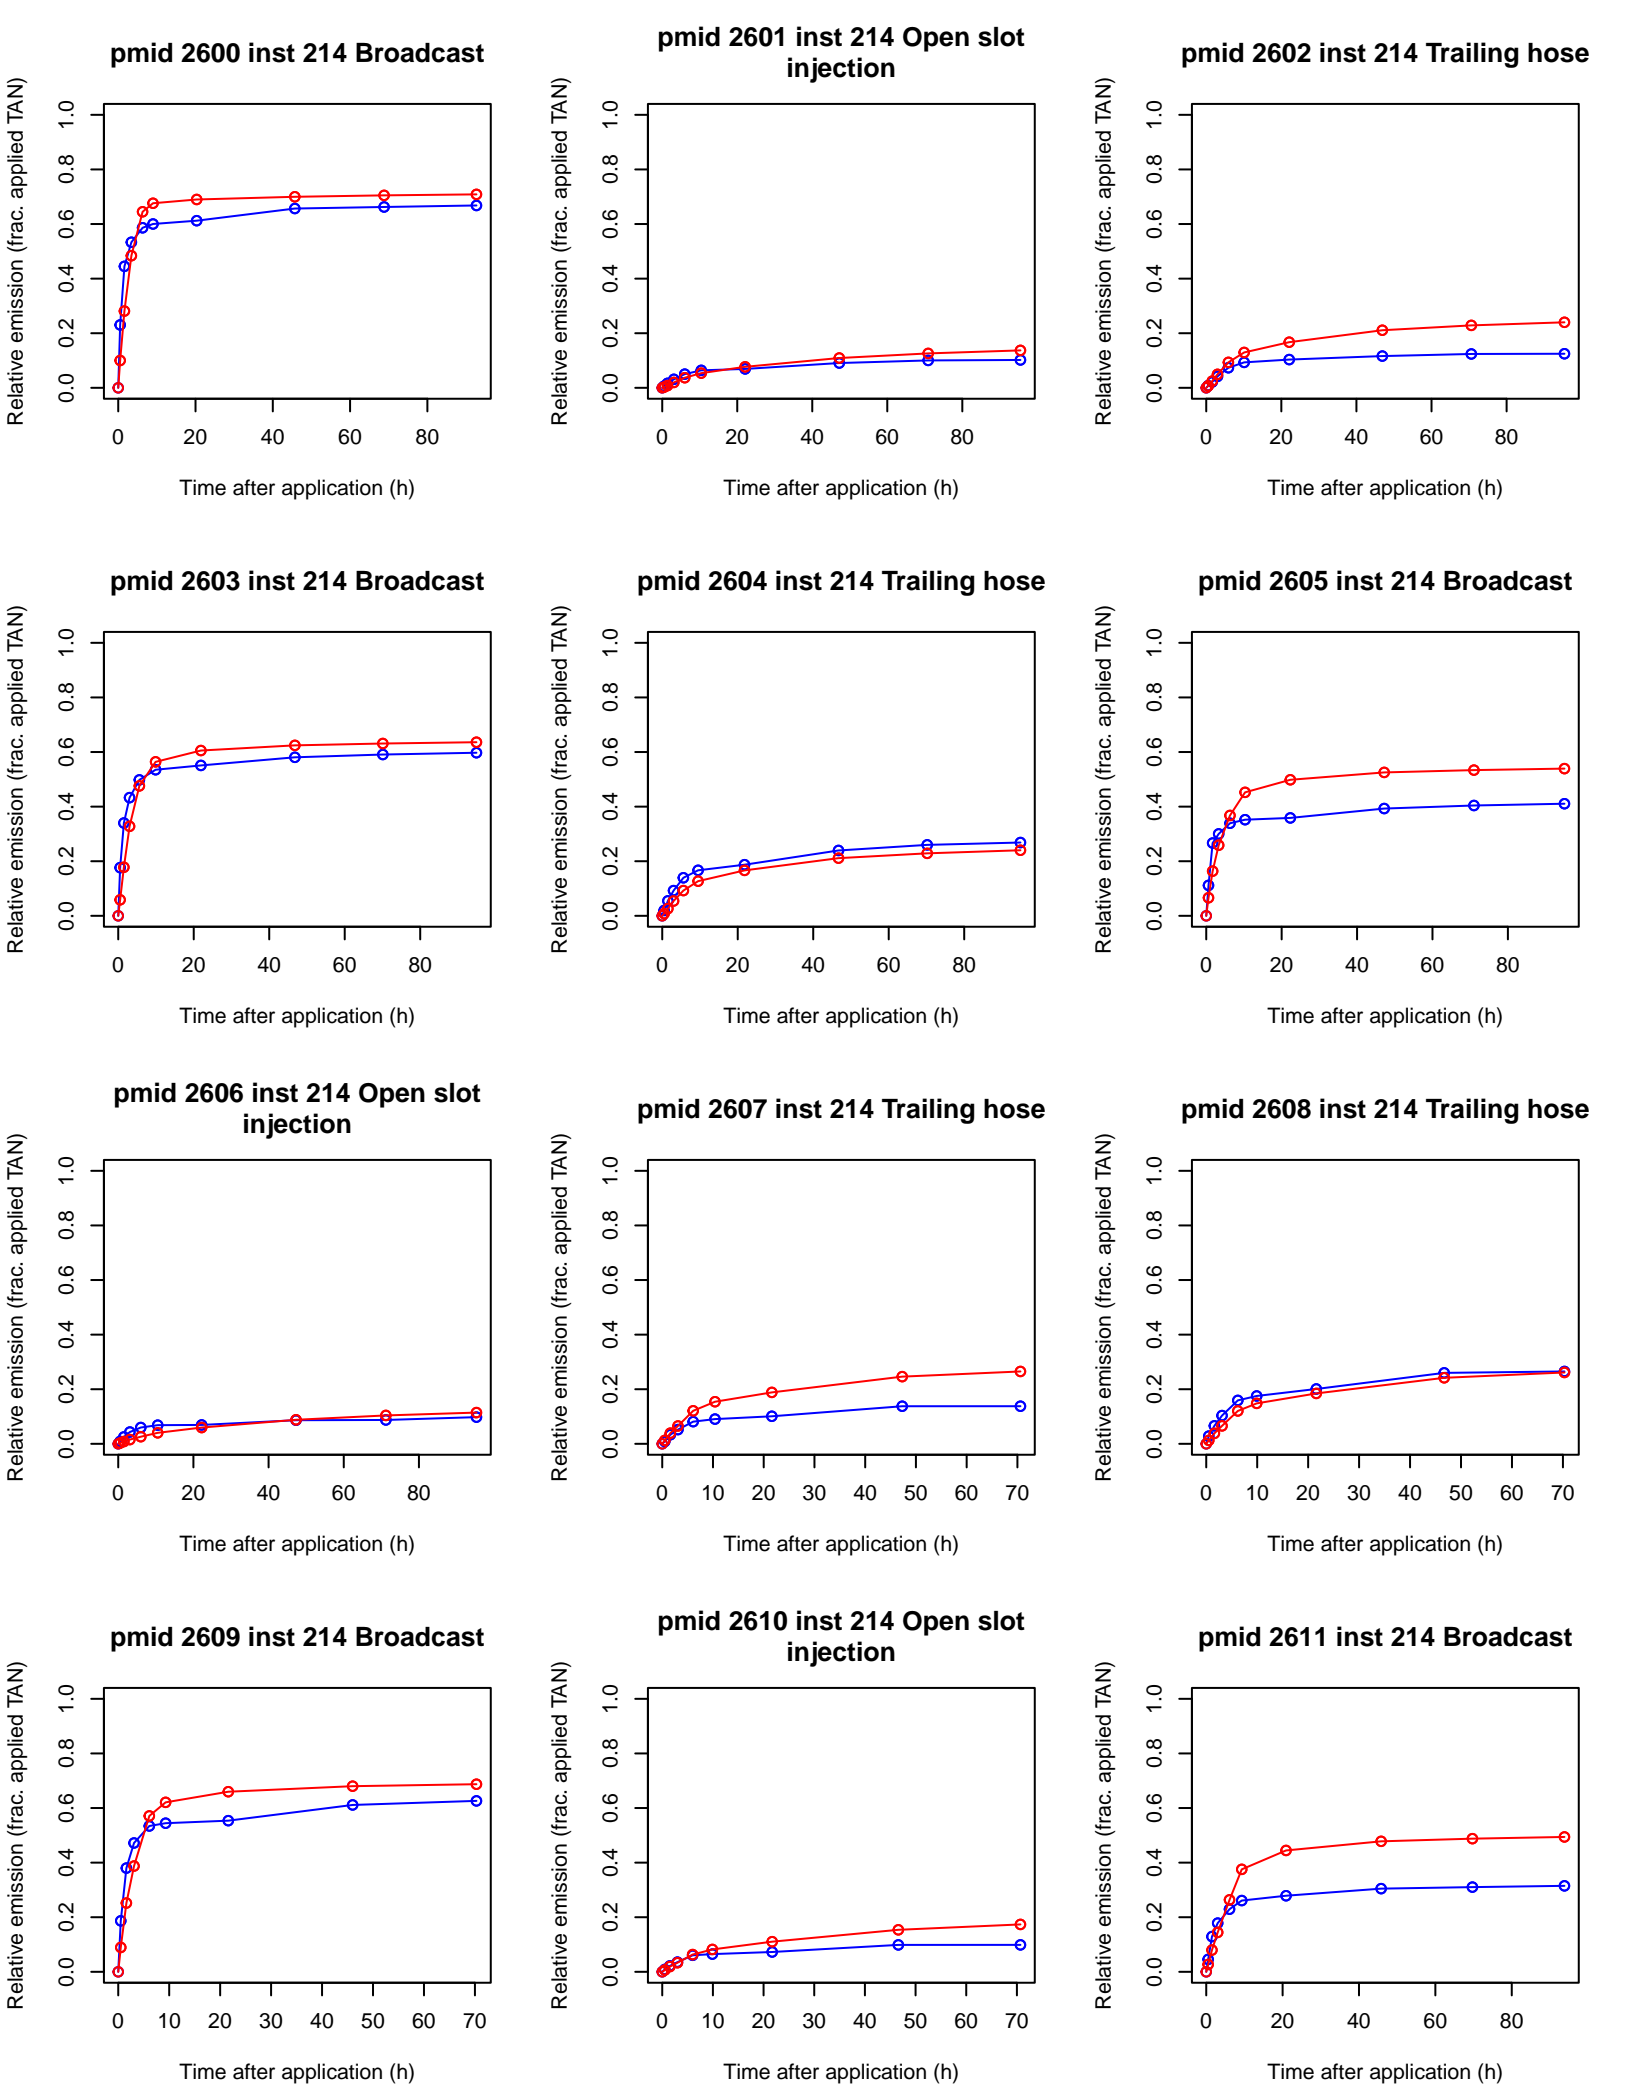 pmid 2600 inst 214 Broadcast
Relative emission (frac. applied TAN)
0.0 0.2 0.4 0.6 0.8 1.0
0 20 40 60 80
Time after application (h)
pmid 2601 inst 214 Open slot
injection
Relative emission (frac. applied TAN)
0.0 0.2 0.4 0.6 0.8 1.0
0 20 40 60 80
Time after application (h)
pmid 2602 inst 214 Trailing hose
Relative emission (frac. applied TAN)
0.0 0.2 0.4 0.6 0.8 1.0
0 20 40 60 80
Time after application (h)
pmid 2603 inst 214 Broadcast
Relative emission (frac. applied TAN)
0.0 0.2 0.4 0.6 0.8 1.0
0 20 40 60 80
Time after application (h)
pmid 2604 inst 214 Trailing hose
Relative emission (frac. applied TAN)
0.0 0.2 0.4 0.6 0.8 1.0
0 20 40 60 80
Time after application (h)
pmid 2605 inst 214 Broadcast
Relative emission (frac. applied TAN)
0.0 0.2 0.4 0.6 0.8 1.0
0 20 40 60 80
Time after application (h)
pmid 2606 inst 214 Open slot
injection
Relative emission (frac. applied TAN)
0.0 0.2 0.4 0.6 0.8 1.0
0 20 40 60 80
Time after application (h)
pmid 2607 inst 214 Trailing hose
Relative emission (frac. applied TAN)
0.0 0.2 0.4 0.6 0.8 1.0
0 10 20 30 40 50 60 70
Time after application (h)
pmid 2608 inst 214 Trailing hose
Relative emission (frac. applied TAN)
0.0 0.2 0.4 0.6 0.8 1.0
0 10 20 30 40 50 60 70
Time after application (h)
pmid 2609 inst 214 Broadcast
Relative emission (frac. applied TAN)
0.0 0.2 0.4 0.6 0.8 1.0
0 10 20 30 40 50 60 70
Time after application (h)
pmid 2610 inst 214 Open slot
injection
Relative emission (frac. applied TAN)
0.0 0.2 0.4 0.6 0.8 1.0
0 10 20 30 40 50 60 70
Time after application (h)
pmid 2611 inst 214 Broadcast
Relative emission (frac. applied TAN)
0.0 0.2 0.4 0.6 0.8 1.0
0 20 40 60 80
Time after application (h)